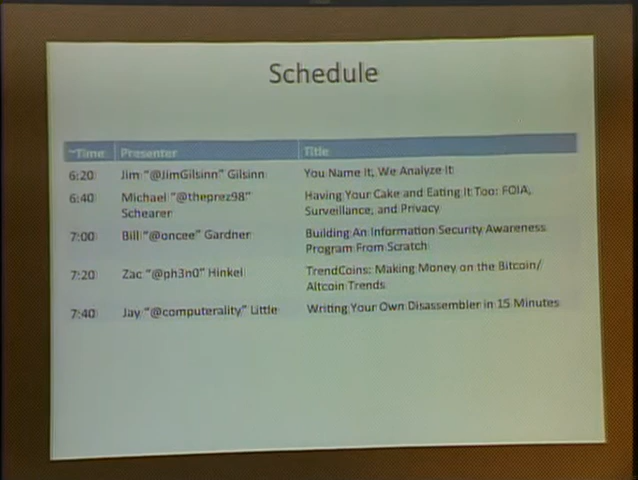 Schedule
~Time Presenter Title
6:20 Jim "@JimGilsinn" Gilsinn You Name It, We Analyze It
6:40 Michael "@theprez98" Having Your Cake and Eating It Too: FOIA,
Schearer Surveillance, and Privacy
7:00 Bill "@oncee" Gardner Building An Information Security Awareness
Program From Scratch
7:20 Zac "@ph3n0" Hinkel TrendCoins: Making Money on the Bitcoin/
Altcoin Trends
7:40 Jay "@computerality" Little Writing Your Own Disassembler in 15 Minutes